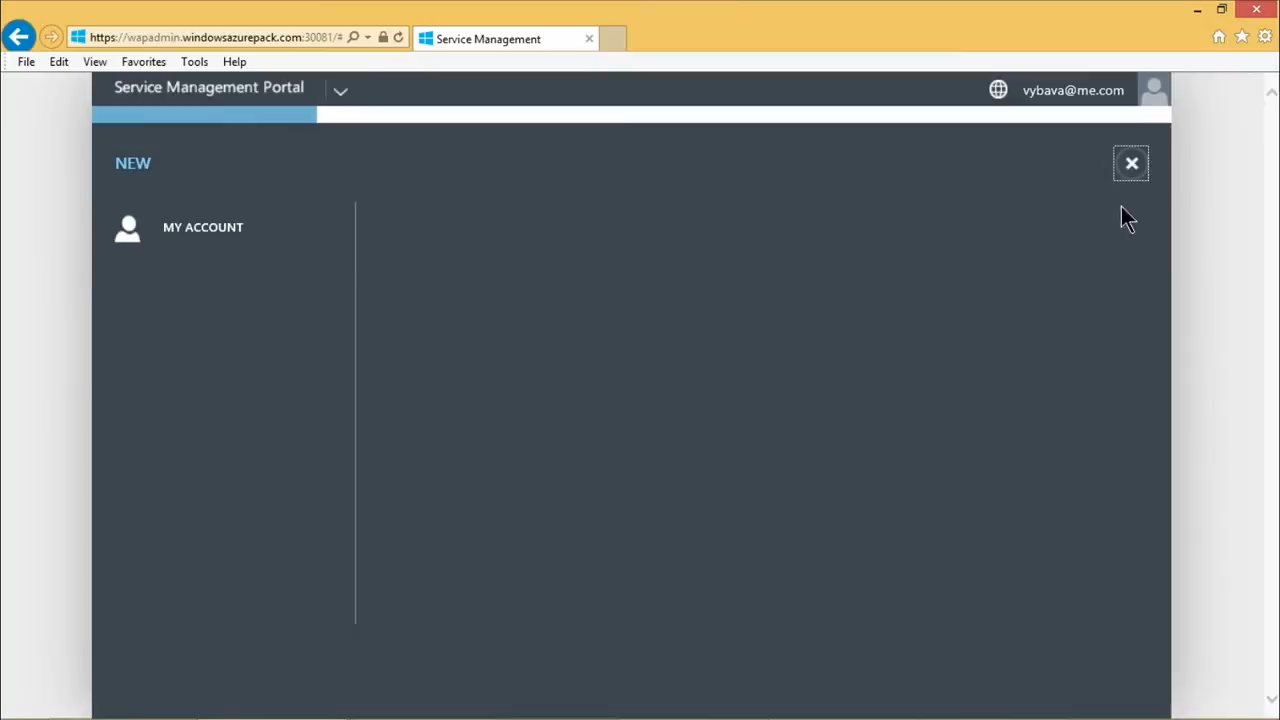 https://wapadmin.windowsazurepack.com:30081/#
Service Management
File Edit View Favorites Tools Help
Service Management Portal
vybava@me.com
NEW
MY ACCOUNT